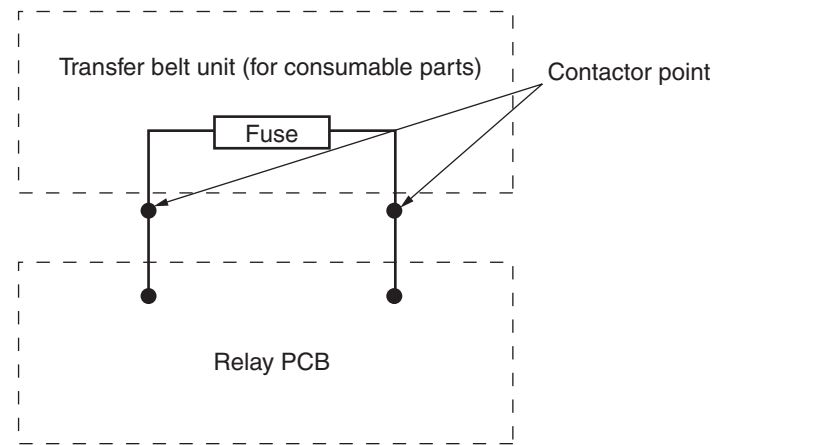 Transfer belt unit (for consumable parts)
Contactor point
Fuse
Relay PCB